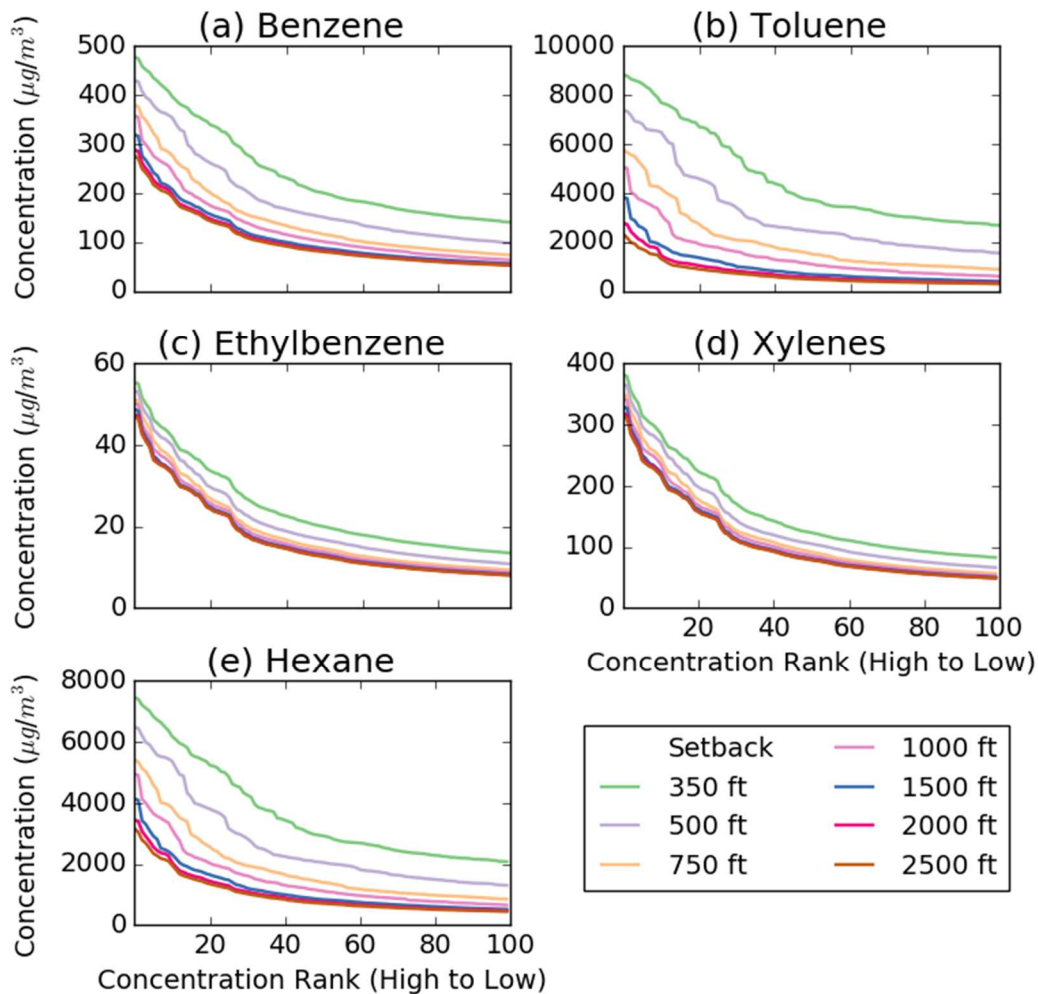 (a) Benzene
Concentration (μg/m³)
500
400
300
200
100
0
(b) Toluene
10000
8000
6000
4000
2000
0
(c) Ethylbenzene
Concentration (μg/m³)
60
40
20
0
(d) Xylenes
400
300
200
100
0
20 40 60 80 100
Concentration Rank (High to Low)
(e) Hexane
Concentration (μg/m³)
8000
6000
4000
2000
0
20 40 60 80 100
Concentration Rank (High to Low)
Setback
350 ft
500 ft
750 ft
1000 ft
1500 ft
2000 ft
2500 ft